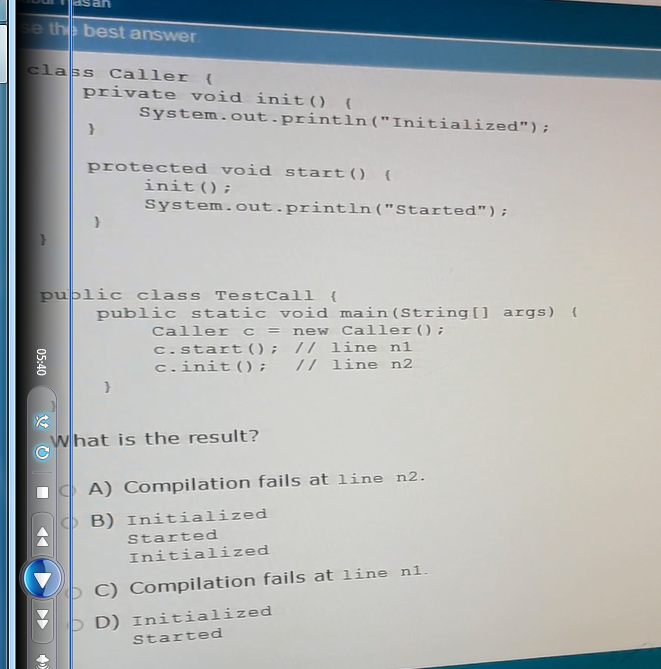 asan
the best answer.
class Caller {
private void init() {
System.out.println("Initialized");
}
protected void start() {
init();
System.out.println("Started");
}
}
public class TestCall {
public static void main(String[] args) {
Caller c = new Caller();
c.start(); // line n1
c.init(); // line n2
}
}
What is the result?
A) Compilation fails at line n2.
B) Initialized
Started
Initialized
C) Compilation fails at line n1.
D) Initialized
Started
05:40